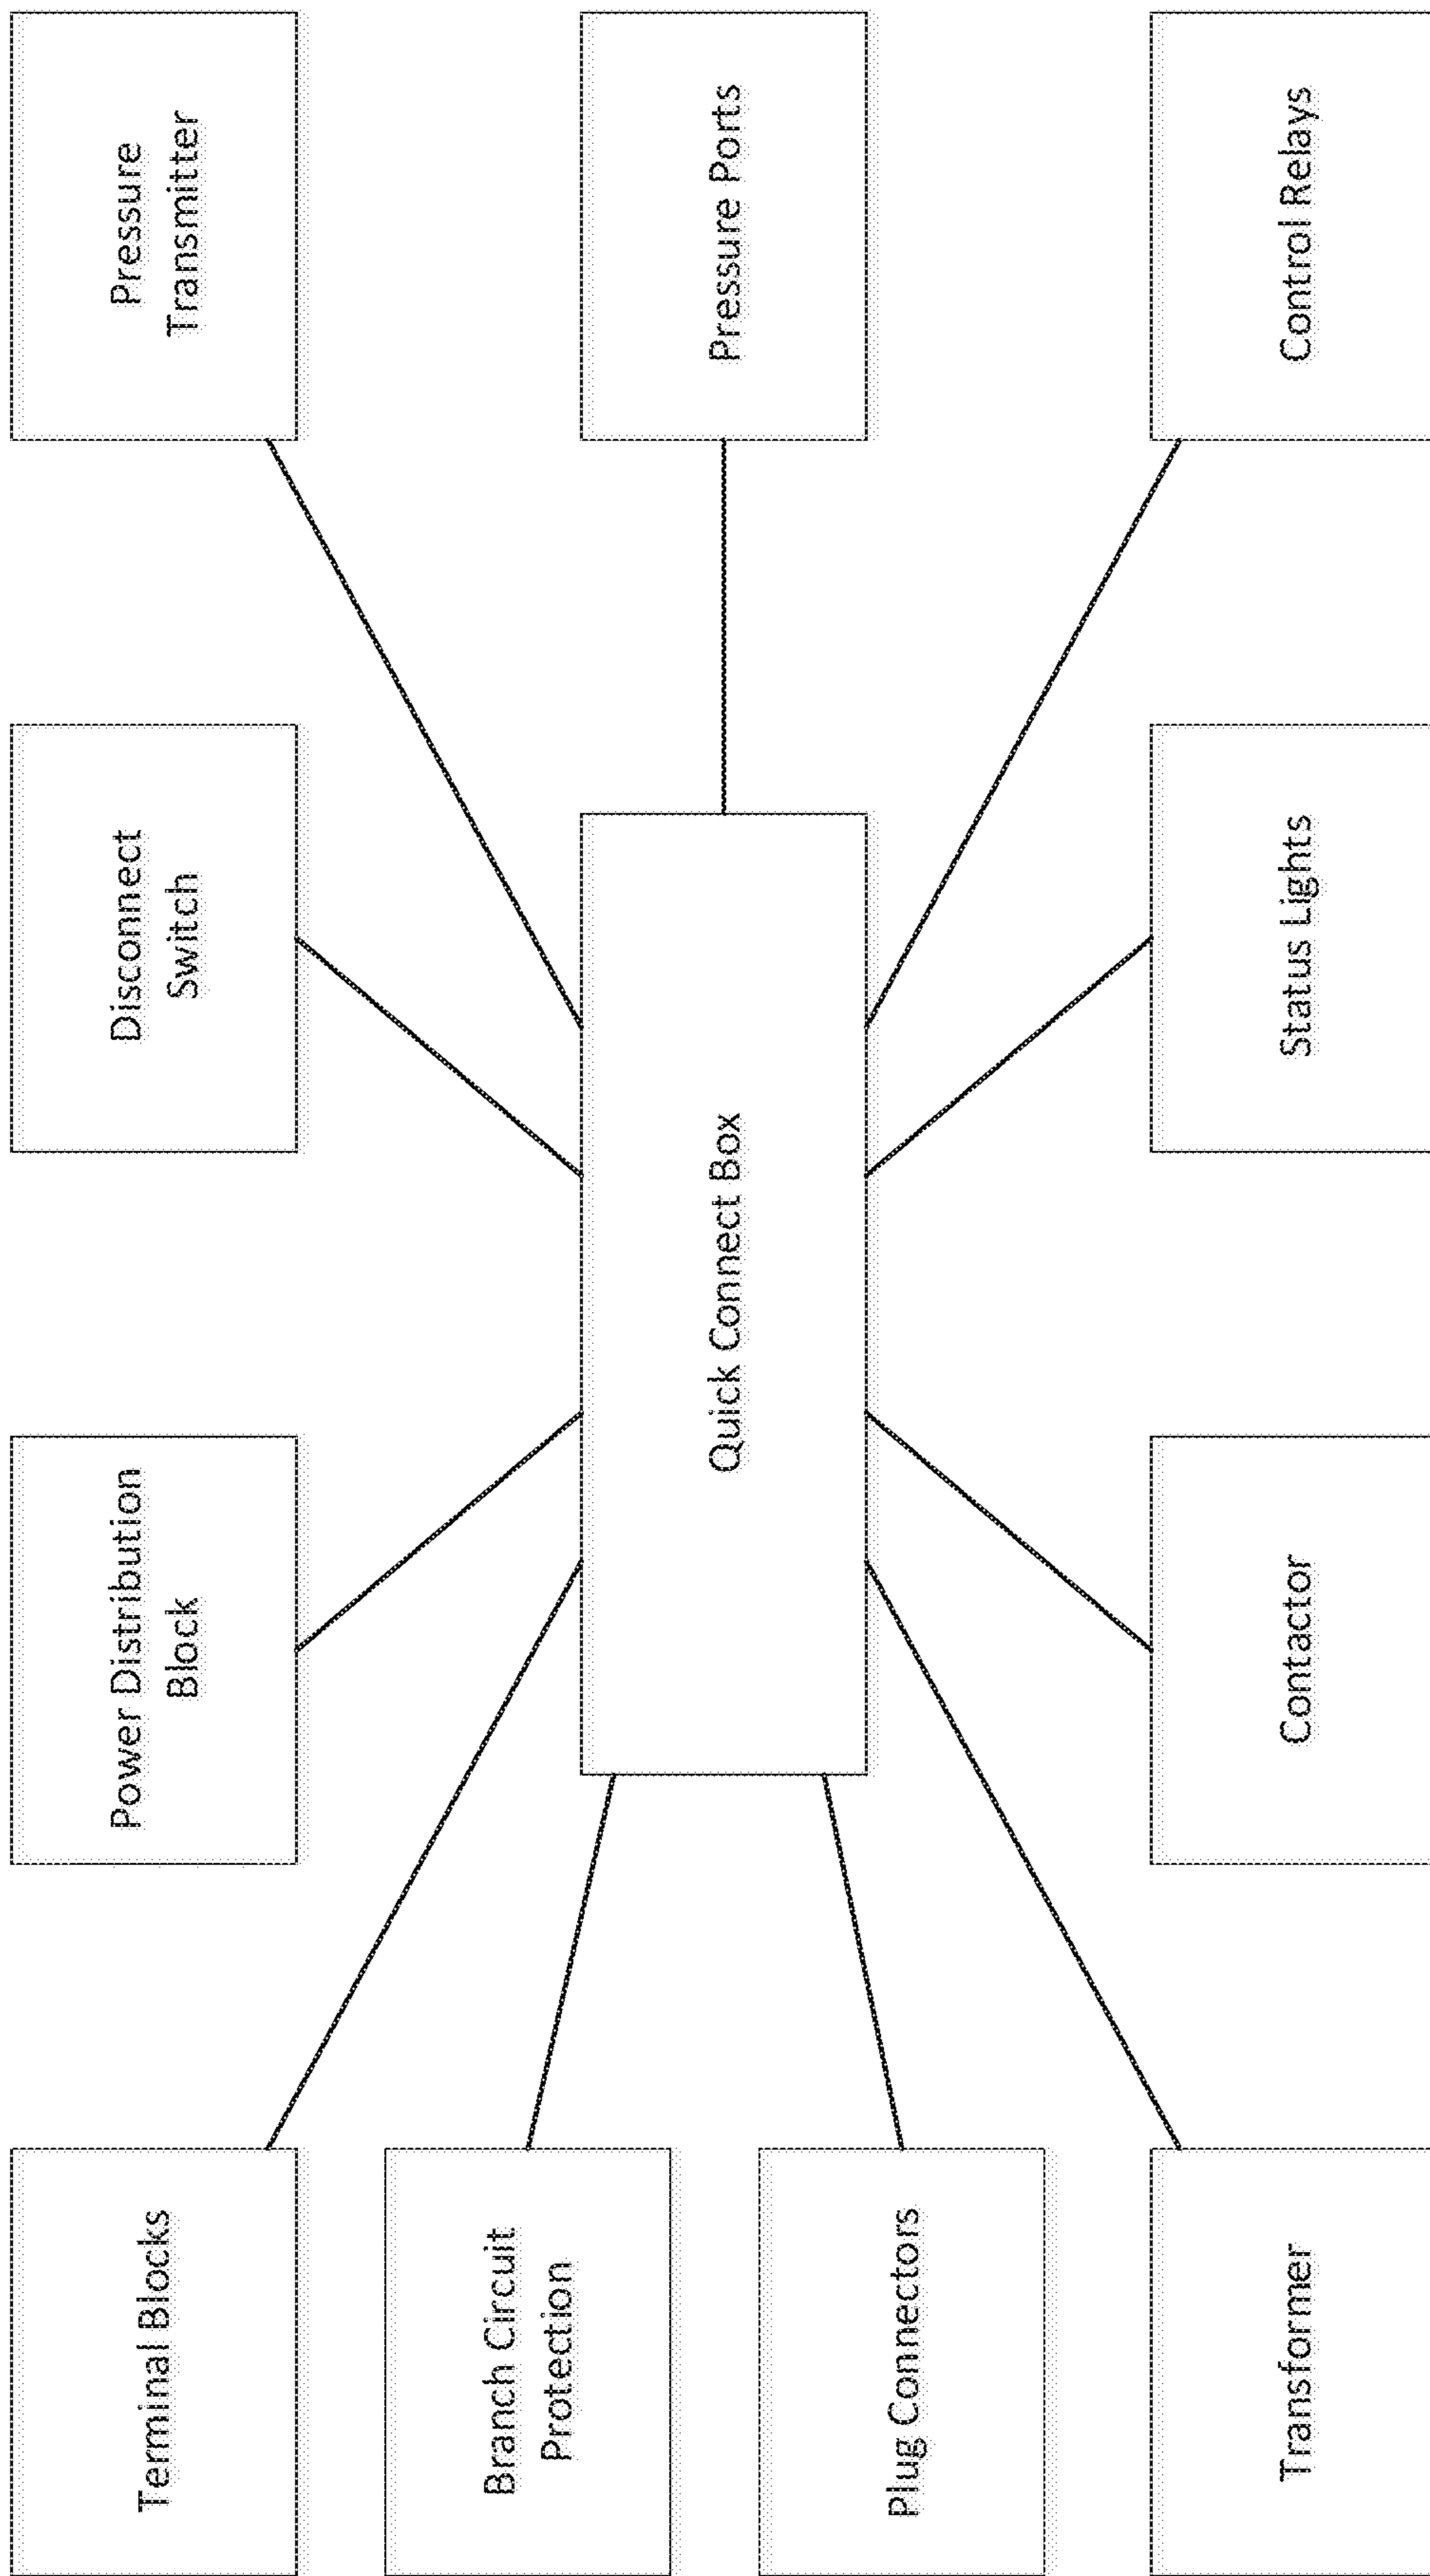 Terminal Blocks
Power Distribution
Block
Disconnect
Switch
Pressure
Transmitter
Branch Circuit
Protection
Quick Connect Box
Pressure Ports
Plug Connectors
Transformer
Contactor
Status Lights
Control Relays